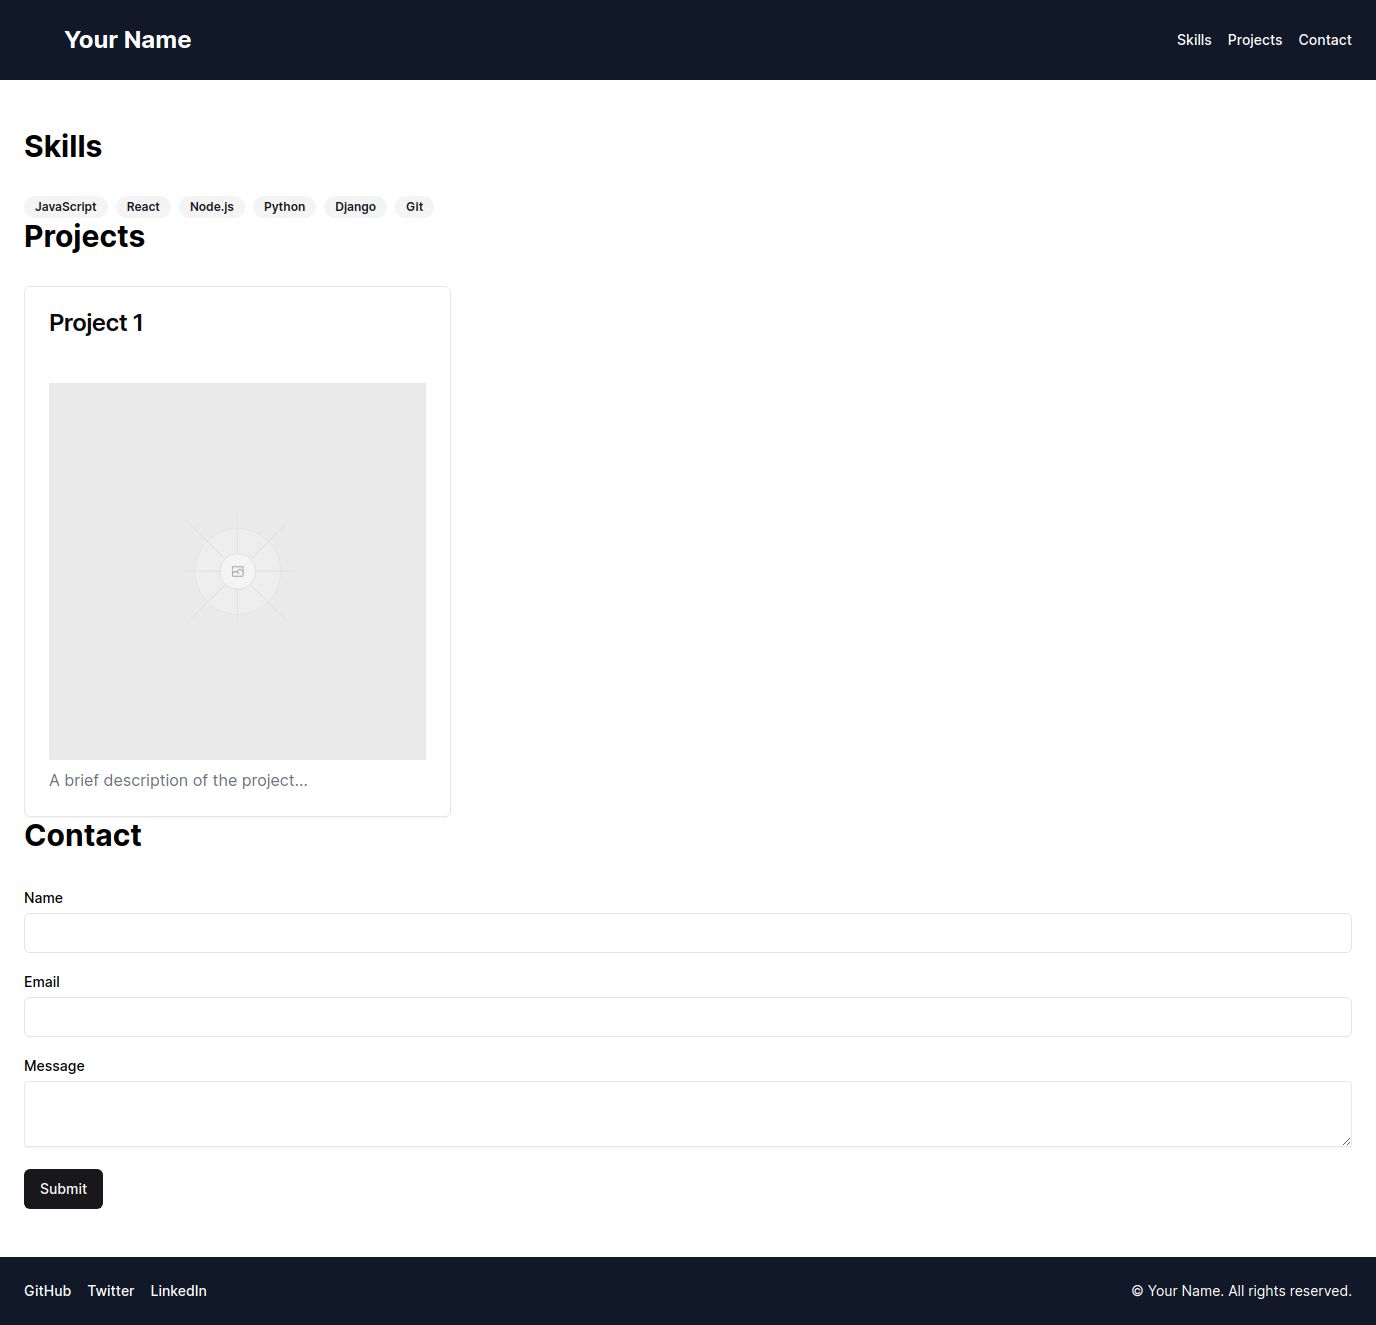 Your Name
Skills Projects Contact
Skills
JavaScript React Node.js Python Django Git
Projects
Project 1
A brief description of the project...
Contact
Name
Email
Message
Submit
GitHub Twitter LinkedIn
© Your Name. All rights reserved.